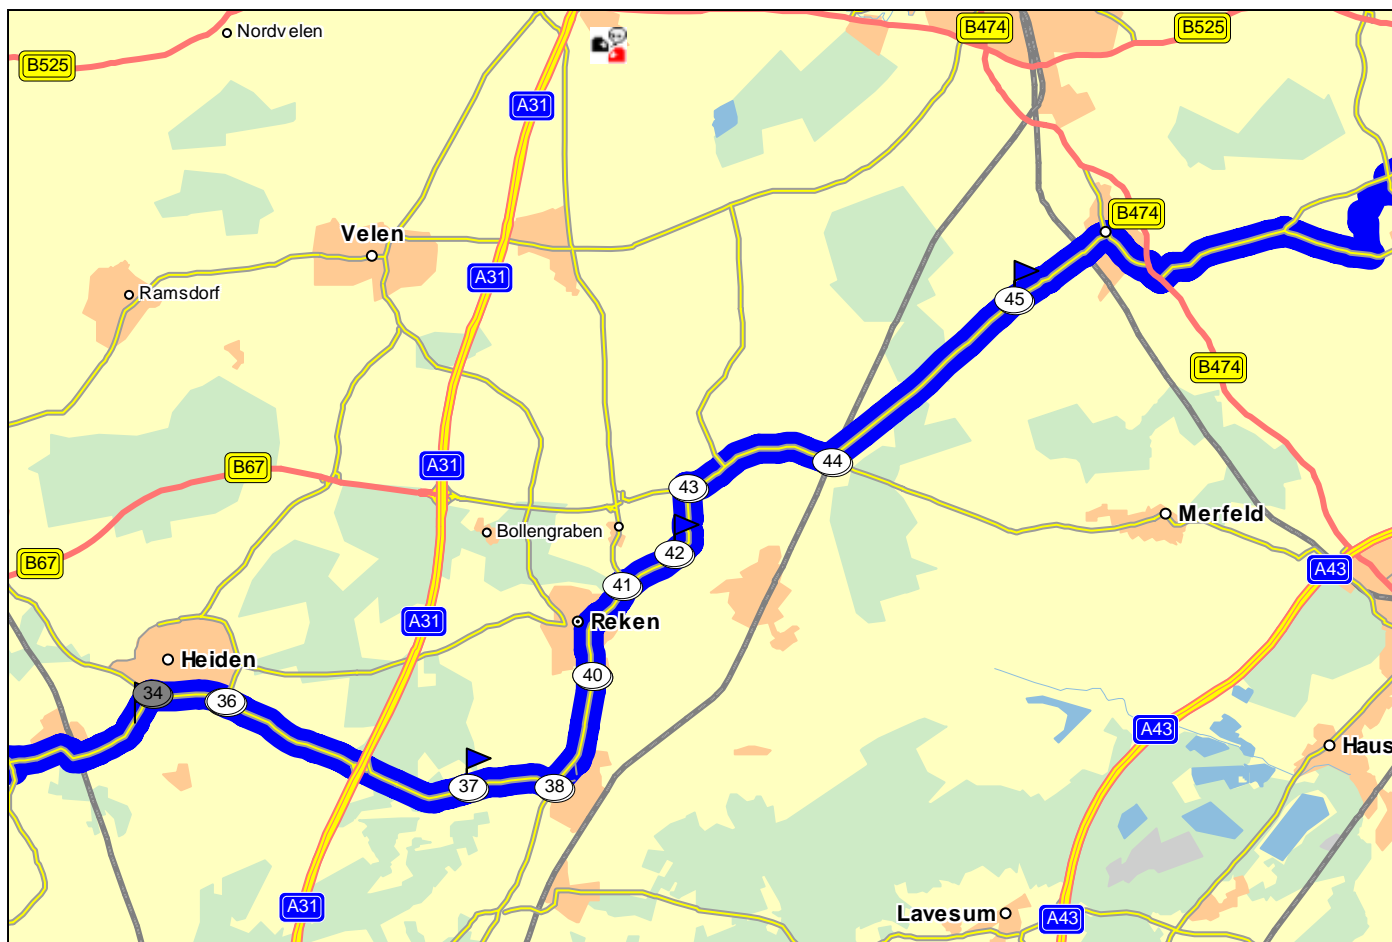 Nordvelen
B474
B525
B525
A31
Velen
B474
A31
Ramsdorf
45
B474
44
B67
A31
43
Merfeld
Bollengraben
42
B67
A43
41
A31
Reken
Heiden
40
34
36
A43
Haus
37
38
A31
Lavesum
A43